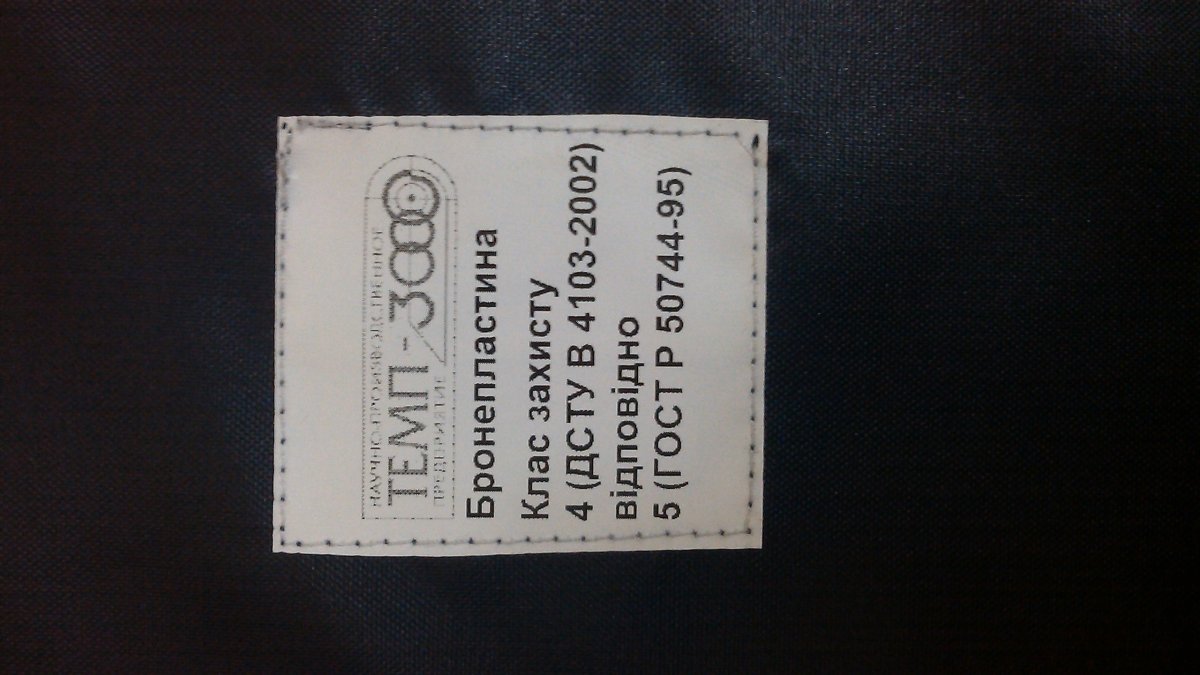 НАУЧНО-ПРОИЗВОДСТВЕННОЕ
ТЕМП-3000
ПРЕДПРИЯТИЕ
Бронепластина
Клас захисту
4 (ДСТУ В 4103-2002)
Відповідно
5 (ГОСТ Р 50744-95)